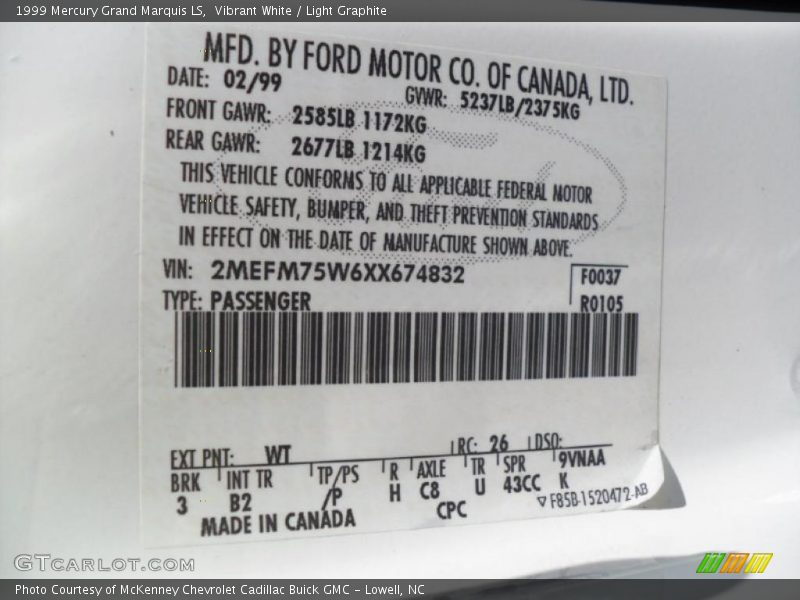 1999 Mercury Grand Marquis LS,  Vibrant White / Light Graphite
MFD. BY FORD MOTOR CO. OF CANADA, LTD.
DATE: 02/99 GVWR: 5237LB/2375KG
FRONT GAWR: 2585LB 1172KG
REAR GAWR: 2677LB 1214KG
THIS VEHICLE CONFORMS TO ALL APPLICABLE FEDERAL MOTOR
VEHICLE SAFETY, BUMPER, AND THEFT PREVENTION STANDARDS
IN EFFECT ON THE DATE OF MANUFACTURE SHOWN ABOVE.
VIN: 2MEFM75W6XX674832 F0037
TYPE: PASSENGER R0105
EXT PNT: WT RC: 26 DSO:
BRK INT TR TP/PS R AXLE TR SPR 9VNAA
3 B2 /P H C8 U 43CC K
MADE IN CANADA CPC F85B-1520472-AB
GTCARLOT.COM
Photo Courtesy of McKenney Chevrolet Cadillac Buick GMC - Lowell, NC